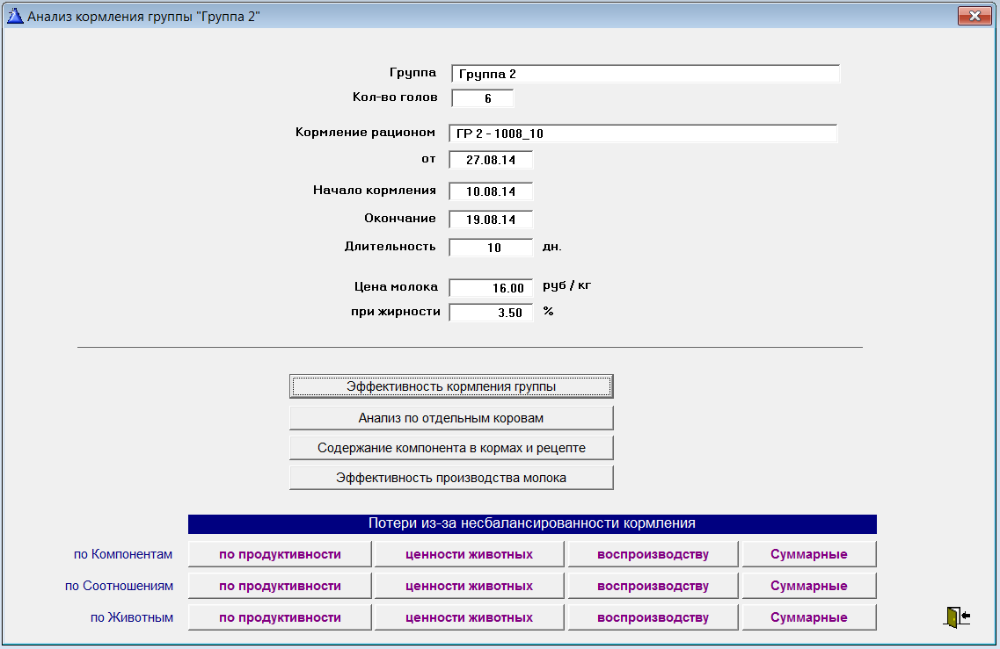 Анализ кормления группы "Группа 2"
Группа Группа 2
Кол-во голов 6
Кормление рационом ГР 2 - 1008_10
от 27.08.14
Начало кормления 10.08.14
Окончание 19.08.14
Длительность 10 дн.
Цена молока 16.00 руб / кг
при жирности 3.50 %
Эффективность кормления группы
Анализ по отдельным коровам
Содержание компонента в кормах и рецепте
Эффективность производства молока
Потери из-за несбалансированности кормления
по Компонентам по продуктивности ценности животных воспроизводству Суммарные
по Соотношениям по продуктивности ценности животных воспроизводству Суммарные
по Животным по продуктивности ценности животных воспроизводству Суммарные